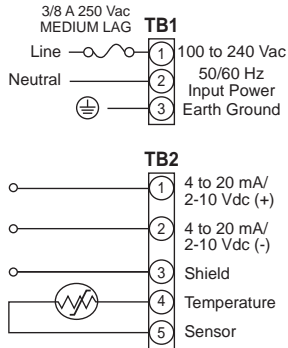 3/8 A 250 Vac
MEDIUM LAG
TB1
Line
1
100 to 240 Vac
50/60 Hz
Input Power
Neutral
2
3
Earth Ground
TB2
1
4 to 20 mA/
2-10 Vdc (+)
2
4 to 20 mA/
2-10 Vdc (-)
3
Shield
4
Temperature
5
Sensor